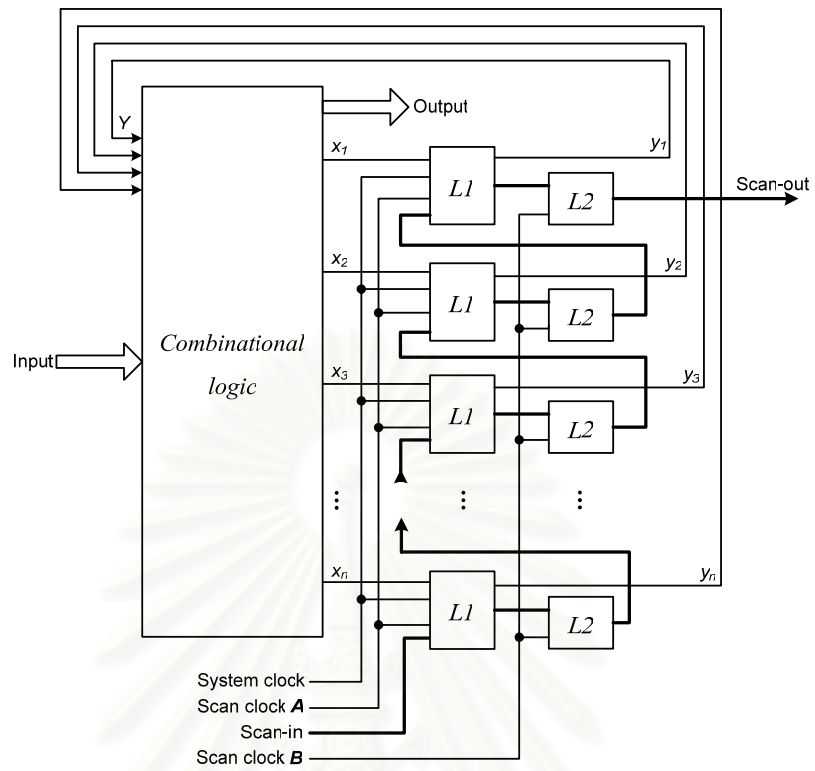 Output
Y
x1
y1
L1
L2
Scan-out
x2
y2
L1
L2
Combinational
logic
Input
x3
y3
L1
L2
⋮ ⋮ ⋮
xn
yn
L1
L2
System clock
Scan clock A
Scan-in
Scan clock B